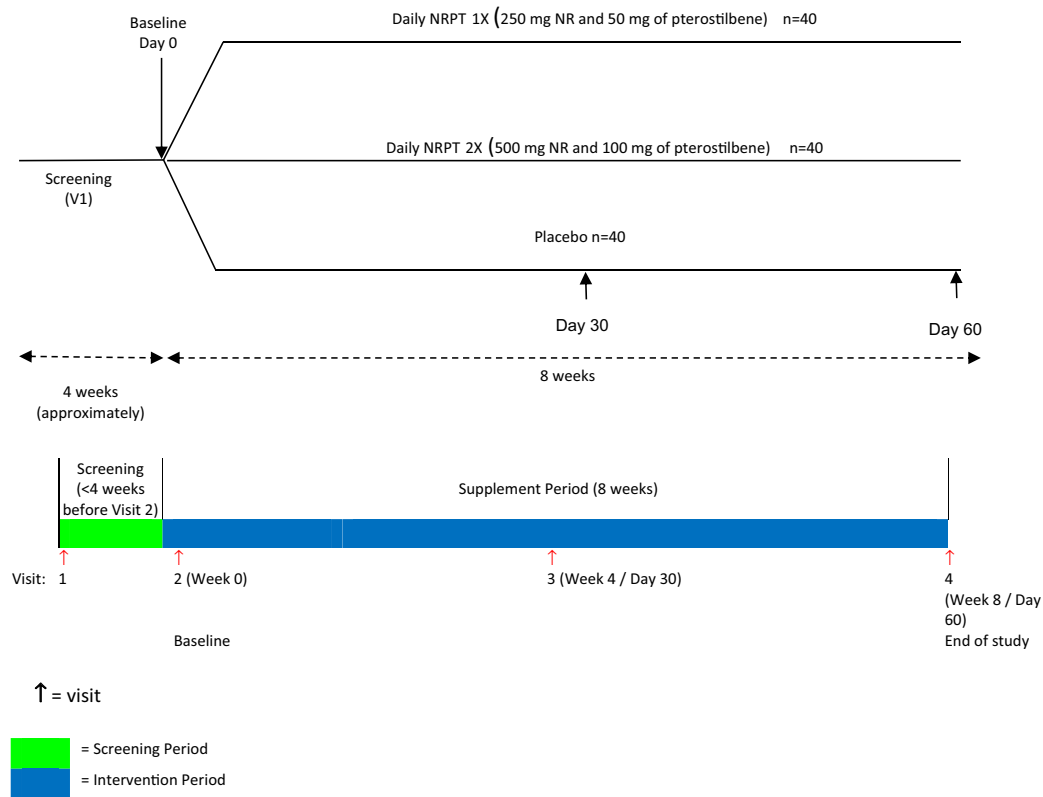 Daily NRPT 1X (250 mg NR and 50 mg of pterostilbene) n=40
Baseline
Day 0
Daily NRPT 2X (500 mg NR and 100 mg of pterostilbene) n=40
Screening
(V1)
Placebo n=40
Day 30
Day 60
8 weeks
4 weeks
(approximately)
Screening
(<4 weeks
before Visit 2)
Supplement Period (8 weeks)
Visit: 1
2 (Week 0)
3 (Week 4 / Day 30)
4
(Week 8 / Day
60)
Baseline
End of study
↑ = visit
= Screening Period
= Intervention Period